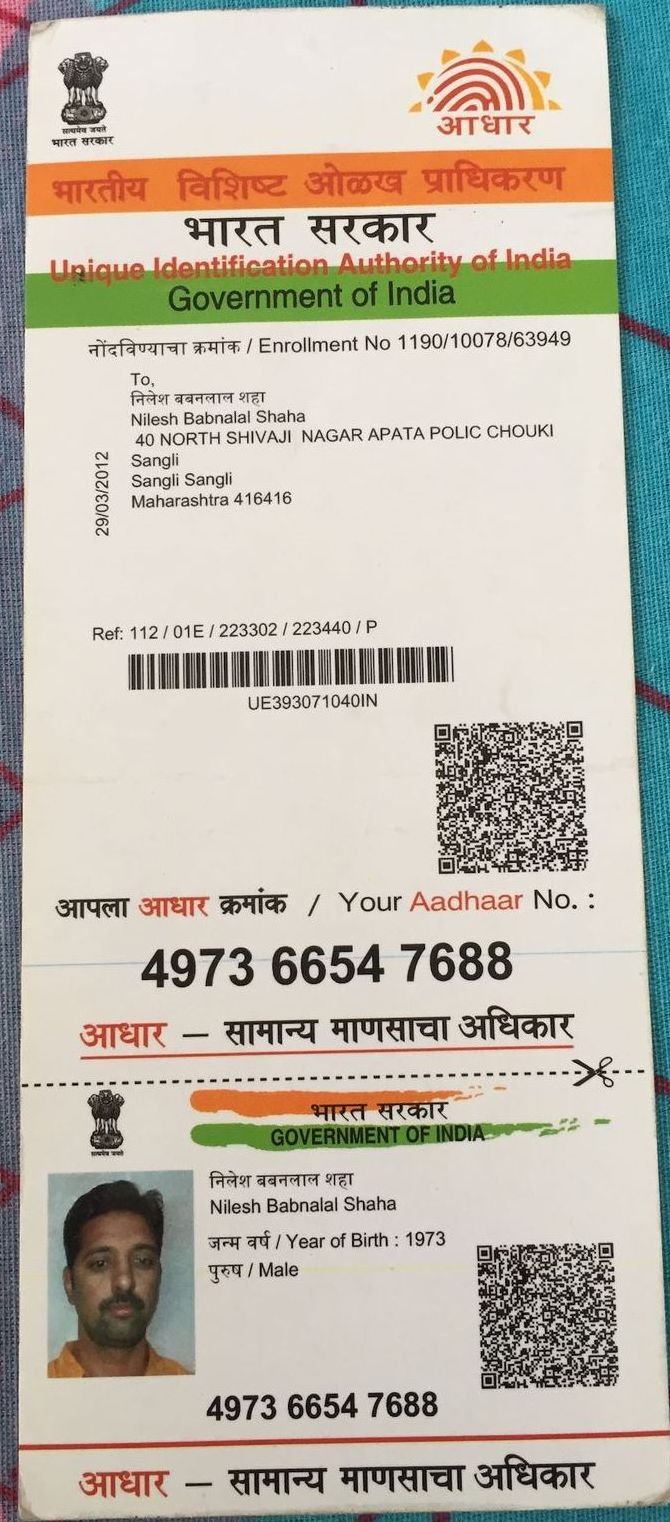 सत्यमेव जयते
भारत सरकार
आधार
भारतीय विशिष्ट ओळख प्राधिकरण
भारत सरकार
Unique Identification Authority of India
Government of India
नोंदविण्याचा क्रमांक / Enrollment No 1190/10078/63949
To,
निलेश बबनलाल शहा
Nilesh Babnalal Shaha
40 NORTH SHIVAJI NAGAR APATA POLIC CHOUKI
Sangli
Sangli Sangli
Maharashtra 416416
29/03/2012
Ref: 112 / 01E / 223302 / 223440 / P
UE393071040IN
आपला आधार क्रमांक / Your Aadhaar No. :
4973 6654 7688
आधार — सामान्य माणसाचा अधिकार
सत्यमेव जयते
भारत सरकार
GOVERNMENT OF INDIA
निलेश बबनलाल शहा
Nilesh Babnalal Shaha
जन्म वर्ष / Year of Birth : 1973
पुरुष / Male
4973 6654 7688
आधार — सामान्य माणसाचा अधिकार